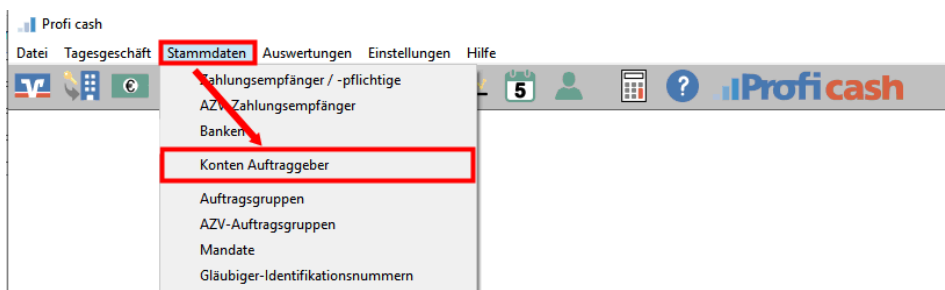 Profi cash
Datei Tagesgeschäft Stammdaten Auswertungen Einstellungen Hilfe
Zahlungsempfänger / -pflichtige
5 ? Profi cash
AZV-Zahlungsempfänger
Banken
Konten Auftraggeber
Auftragsgruppen
AZV-Auftragsgruppen
Mandate
Gläubiger-Identifikationsnummern